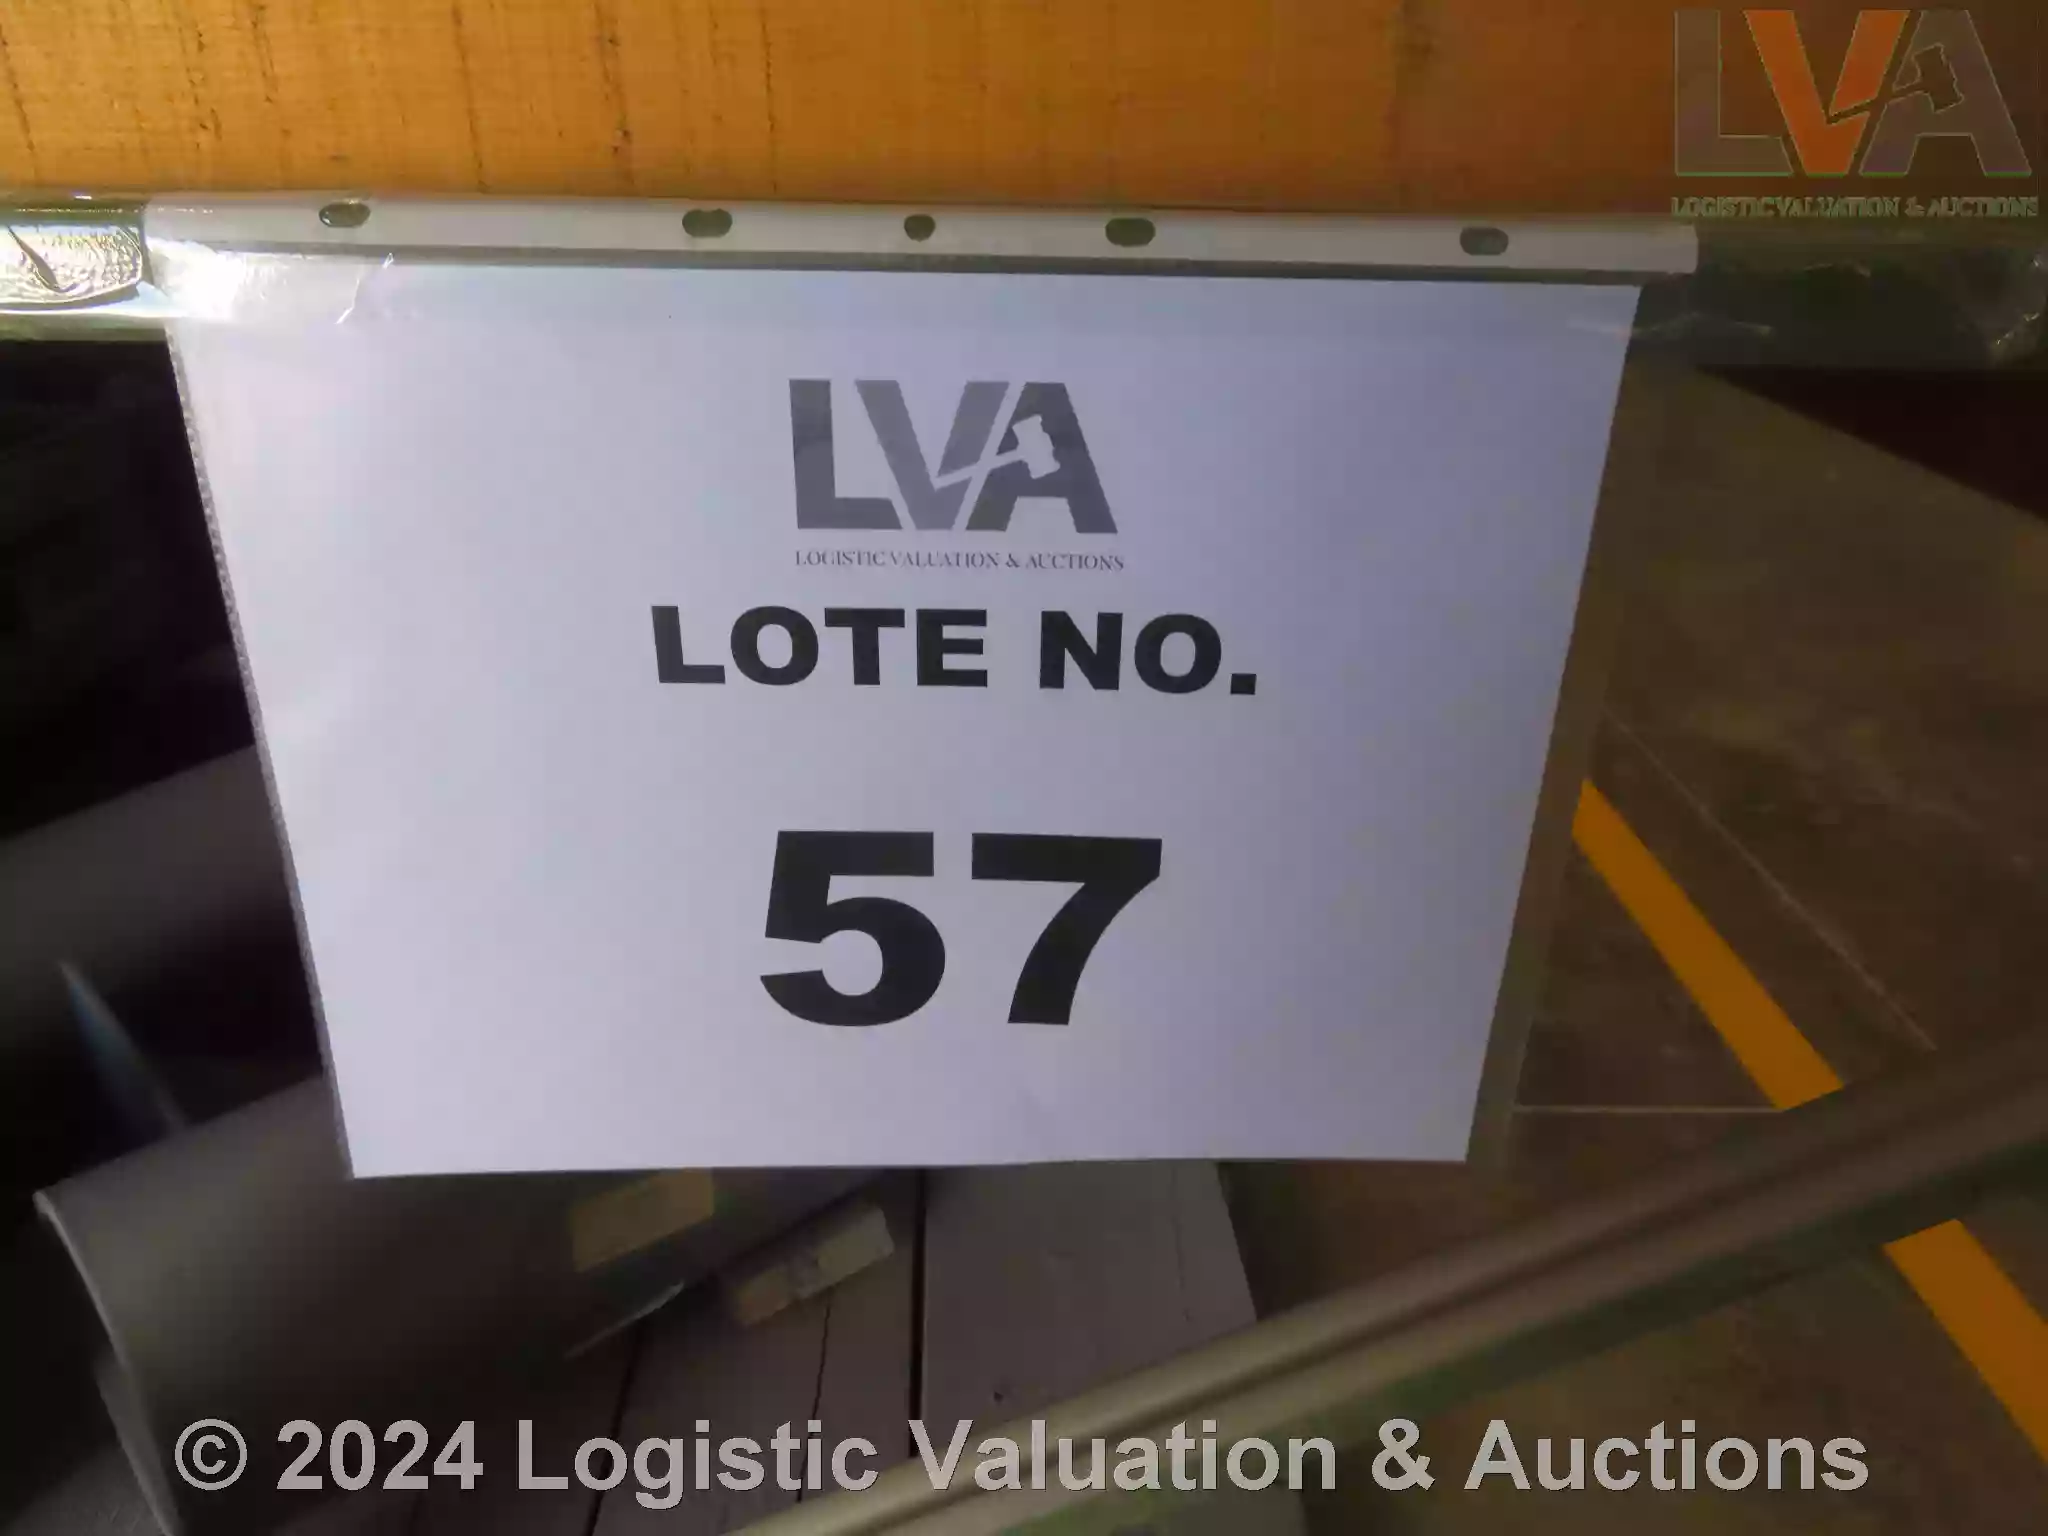 LVA
LOGISTIC VALUATION & AUCTIONS
LVA
LOGISTIC VALUATION & AUCTIONS
LOTE NO.
57
© 2024 Logistic Valuation & Auctions